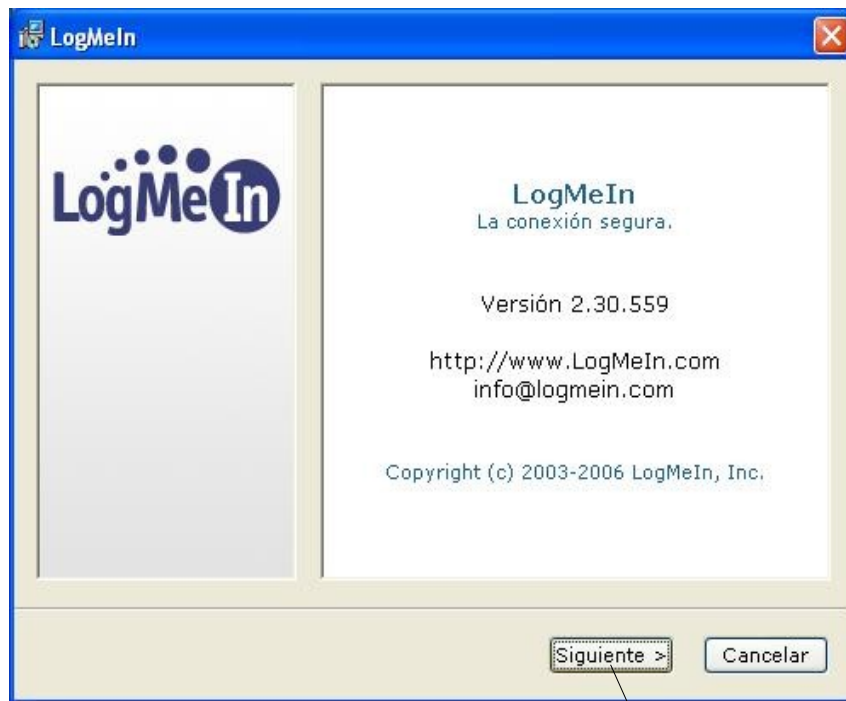 LogMeIn
LogMeIn
LogMeIn
La conexión segura.
Versión 2.30.559
http://www.LogMeIn.com
info@logmein.com
Copyright (c) 2003-2006 LogMeIn, Inc.
Siguiente >
Cancelar